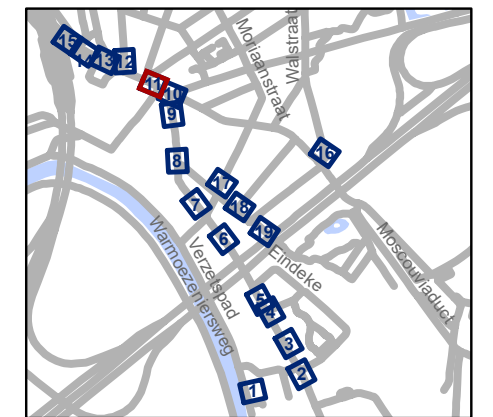 Moriaanstraat
Walstraat
13
12
11
10
9
8
16
17
18
19
7
6
Eindeke
Moscouviaduct
Verzetspad
Warmoezeniersweg
5
4
3
2
1